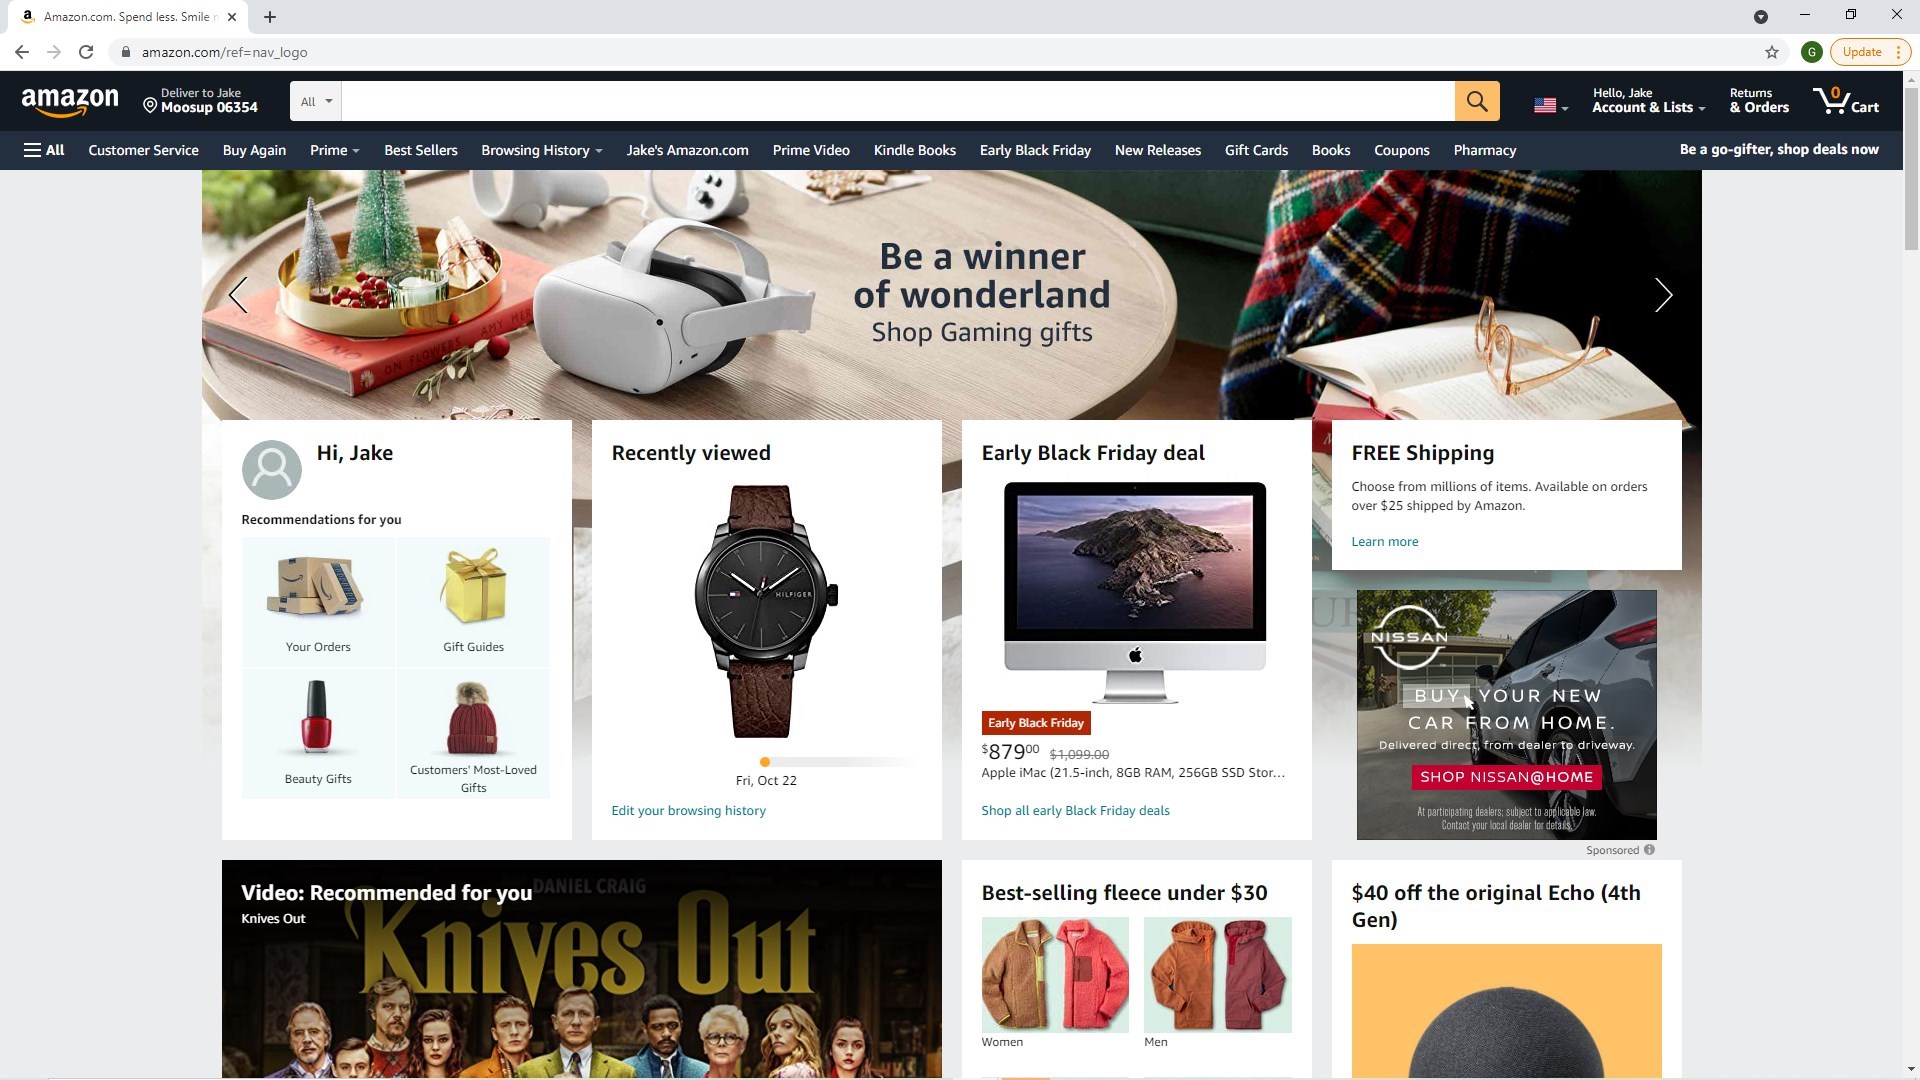 Amazon.com. Spend less. Smile
amazon.com/ref=nav_logo
G
Update
amazon
Deliver to Jake
Moosup 06354
All
Hello, Jake
Account & Lists
Returns
& Orders
0
Cart
All
Customer Service
Buy Again
Prime
Best Sellers
Browsing History
Jake's Amazon.com
Prime Video
Kindle Books
Early Black Friday
New Releases
Gift Cards
Books
Coupons
Pharmacy
Be a go-gifter, shop deals now
Be a winner
of wonderland
Shop Gaming gifts
ON FLOWERS
Hi, Jake
Recommendations for you
Your Orders
Gift Guides
Beauty Gifts
Customers' Most-Loved
Gifts
Recently viewed
HILFIGER
Fri, Oct 22
Edit your browsing history
Early Black Friday deal
Early Black Friday
$87900 $1,099.00
Apple iMac (21.5-inch, 8GB RAM, 256GB SSD Stor...
Shop all early Black Friday deals
FREE Shipping
Choose from millions of items. Available on orders
over $25 shipped by Amazon.
Learn more
NISSAN
BUY YOUR NEW
CAR FROM HOME.
Delivered direct, from dealer to driveway.
SHOP NISSAN@HOME
At participating dealers; subject to applicable law.
Contact your local dealer for details.
Sponsored
Video: Recommended for you
Knives Out
DANIEL CRAIG
Knives Out
Best-selling fleece under $30
Women
Men
$40 off the original Echo (4th
Gen)